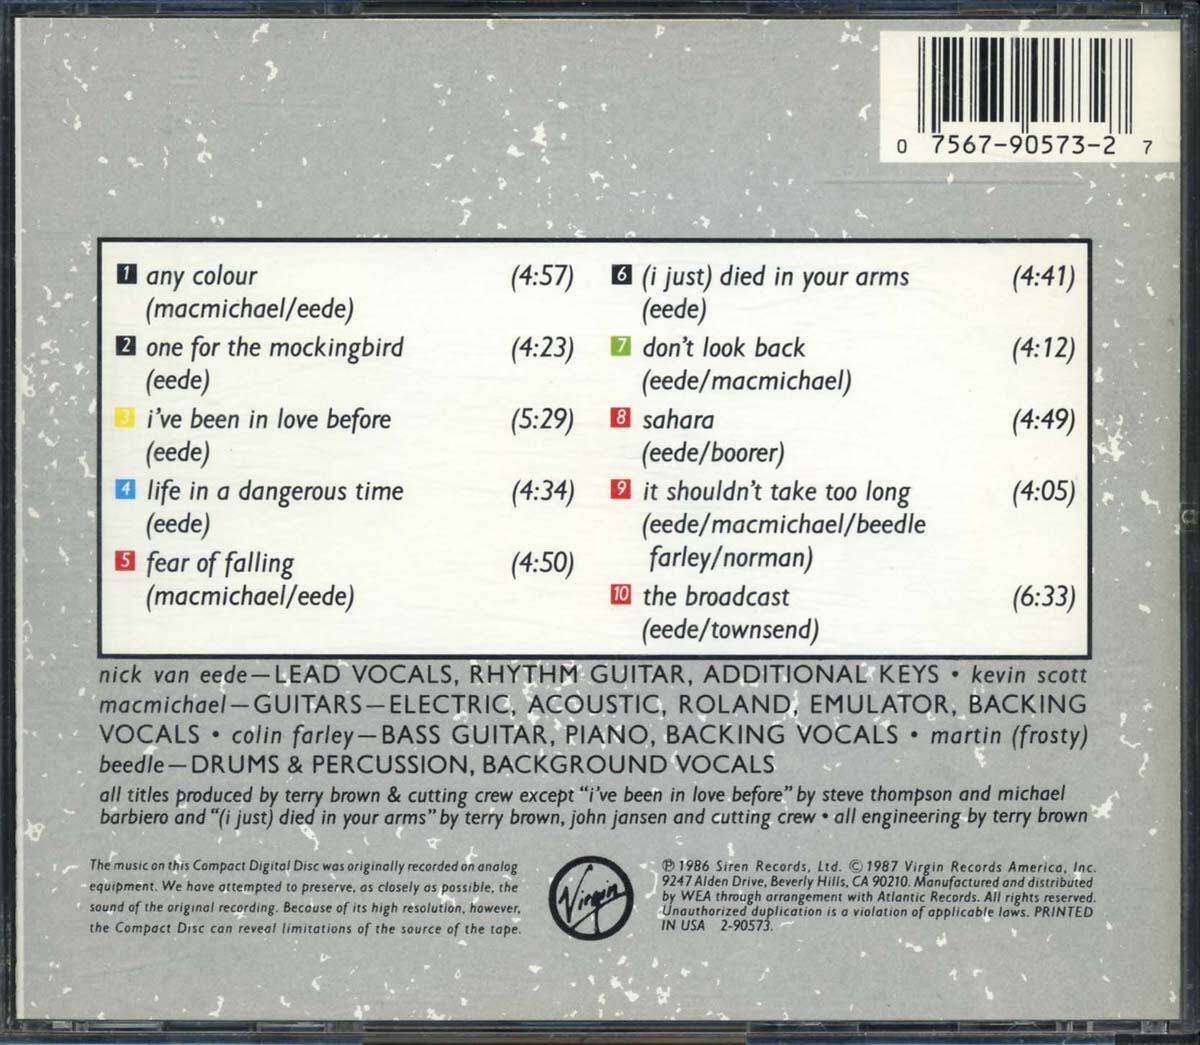 0 7567-90573-2 7
1 any colour (4:57)
(macmichael/eede)
2 one for the mockingbird (4:23)
(eede)
3 i've been in love before (5:29)
(eede)
4 life in a dangerous time (4:34)
(eede)
5 fear of falling (4:50)
(macmichael/eede)
6 (i just) died in your arms (4:41)
(eede)
7 don't look back (4:12)
(eede/macmichael)
8 sahara (4:49)
(eede/boorer)
9 it shouldn't take too long (4:05)
(eede/macmichael/beedle
farley/norman)
10 the broadcast (6:33)
(eede/townsend)
nick van eede—LEAD VOCALS, RHYTHM GUITAR, ADDITIONAL KEYS • kevin scott
macmichael—GUITARS—ELECTRIC, ACOUSTIC, ROLAND, EMULATOR, BACKING
VOCALS • colin farley—BASS GUITAR, PIANO, BACKING VOCALS • martin (frosty)
beedle—DRUMS & PERCUSSION, BACKGROUND VOCALS
all titles produced by terry brown & cutting crew except "i've been in love before" by steve thompson and michael
barbiero and "(i just) died in your arms" by terry brown, john jansen and cutting crew • all engineering by terry brown
The music on this Compact Digital Disc was originally recorded on analog
equipment. We have attempted to preserve, as closely as possible, the
sound of the original recording. Because of its high resolution, however,
the Compact Disc can reveal limitations of the source of the tape.
Virgin
℗ 1986 Siren Records, Ltd. © 1987 Virgin Records America, Inc.
9247 Alden Drive, Beverly Hills, CA 90210. Manufactured and distributed
by WEA through arrangement with Atlantic Records. All rights reserved.
Unauthorized duplication is a violation of applicable laws. PRINTED
IN USA 2-90573.